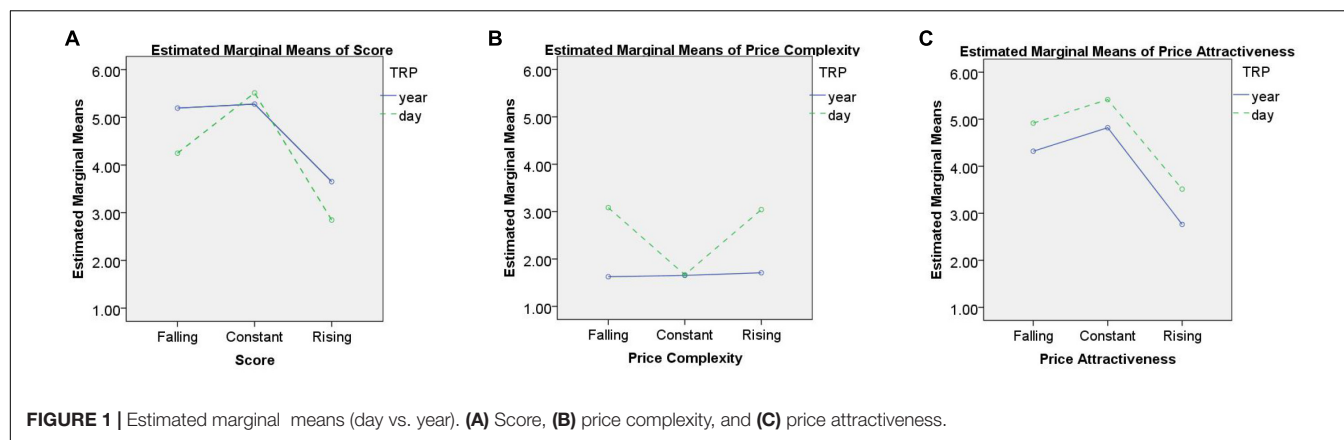 A
Estimated Marginal Means of Score
TRP
year
day
Estimated Marginal Means
6.00
5.00
4.00
3.00
2.00
1.00
Falling Constant Rising
Score
B
Estimated Marginal Means of Price Complexity
TRP
year
day
Estimated Marginal Means
6.00
5.00
4.00
3.00
2.00
1.00
Falling Constant Rising
Price Complexity
C
Estimated Marginal Means of Price Attractiveness
TRP
year
day
Estimated Marginal Means
6.00
5.00
4.00
3.00
2.00
1.00
Falling Constant Rising
Price Attractiveness
FIGURE 1 | Estimated marginal means (day vs. year). (A) Score, (B) price complexity, and (C) price attractiveness.